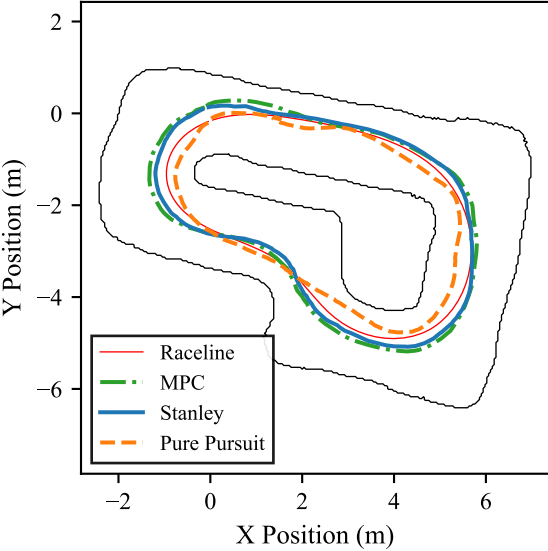 2
0
−2
−4
−6
Y Position (m)
Raceline
MPC
Stanley
Pure Pursuit
−2 0 2 4 6
X Position (m)